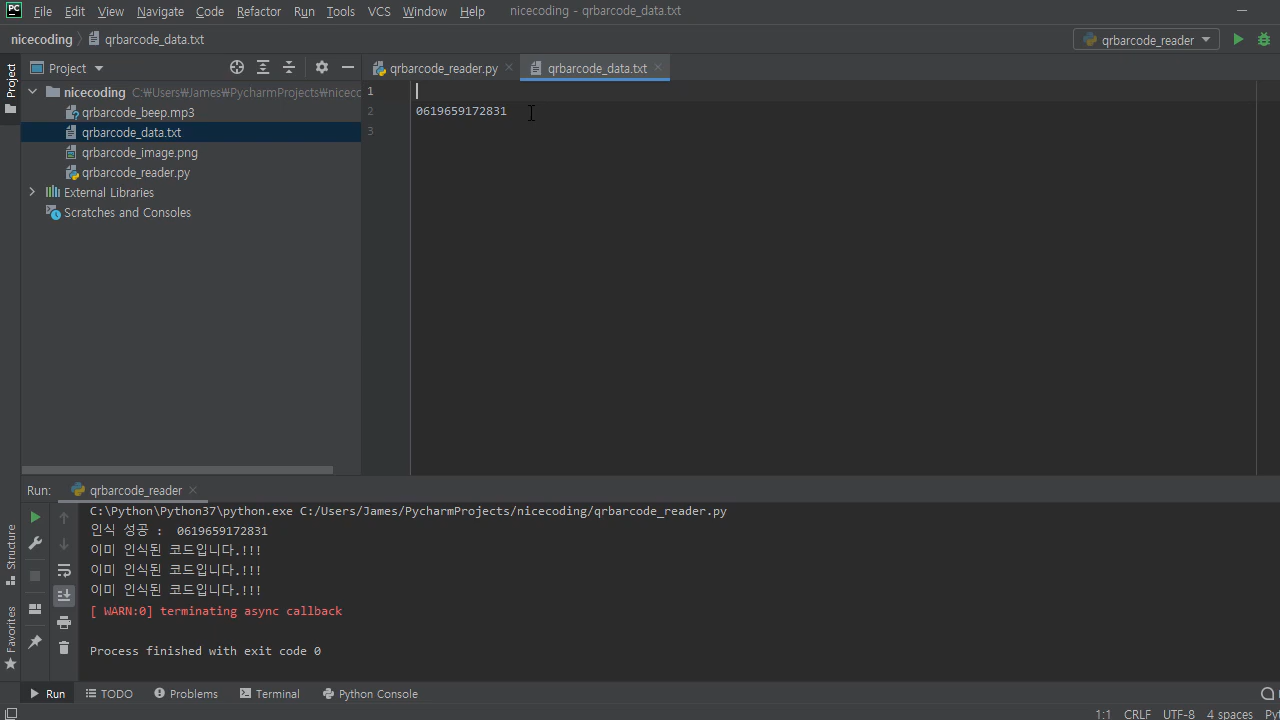 PC File Edit View Navigate Code Refactor Run Tools VCS Window Help nicecoding - qrbarcode_data.txt
nicecoding qrbarcode_data.txt qrbarcode_reader
Project Project qrbarcode_reader.py qrbarcode_data.txt
nicecoding C:₩Users₩James₩PycharmProjects₩niceco 1
qrbarcode_beep.mp3 2 0619659172831
qrbarcode_data.txt 3
qrbarcode_image.png
qrbarcode_reader.py
External Libraries
Scratches and Consoles
Run: qrbarcode_reader
C:\Python\Python37\python.exe C:/Users/James/PycharmProjects/nicecoding/qrbarcode_reader.py
인식 성공 : 0619659172831
이미 인식된 코드입니다.!!!
이미 인식된 코드입니다.!!!
이미 인식된 코드입니다.!!!
[ WARN:0] terminating async callback
Process finished with exit code 0
Structure
Favorites
Run TODO Problems Terminal Python Console
1:1 CRLF UTF-8 4 spaces Py